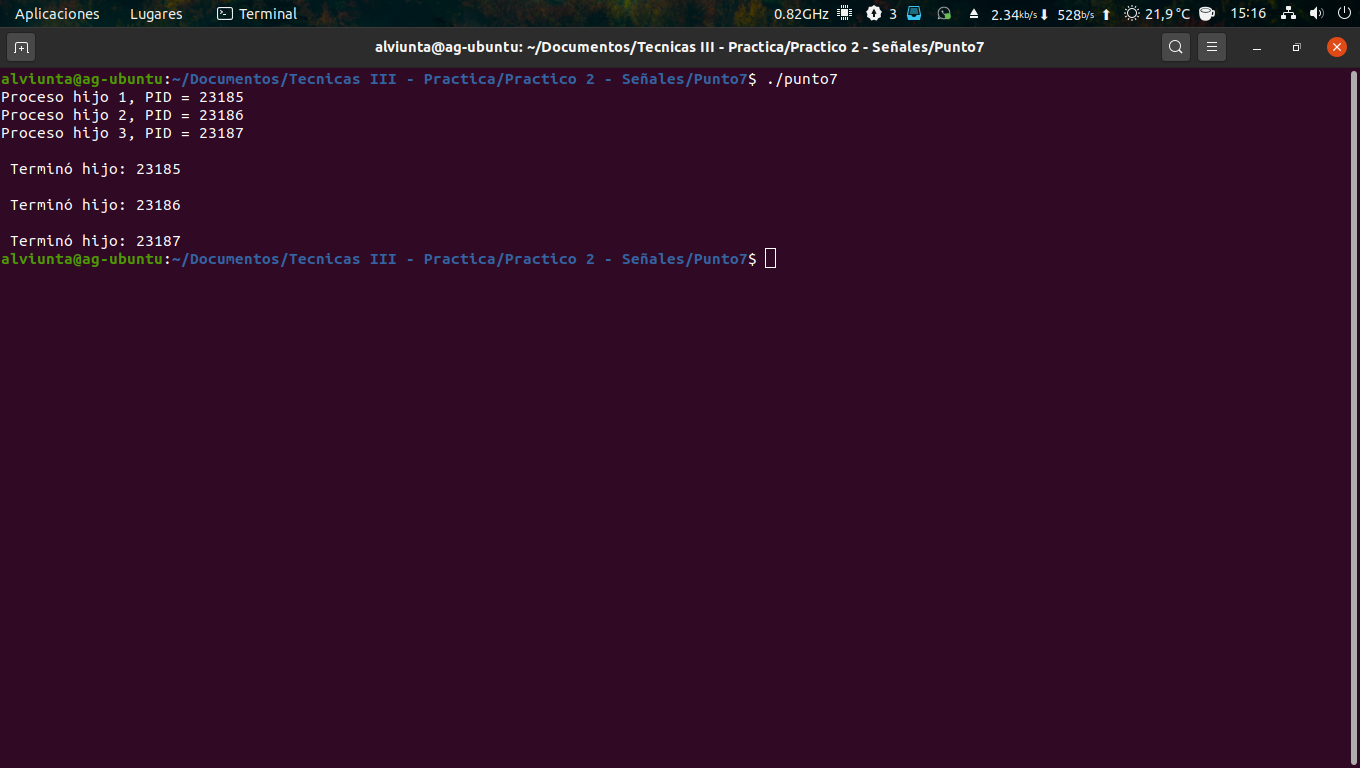 Aplicaciones Lugares Terminal 0.82GHz 3 2.34kb/s⬇ 528b/s⬆ 21,9 °C 15:16
alviunta@ag-ubuntu: ~/Documentos/Tecnicas III - Practica/Practico 2 - Señales/Punto7
alviunta@ag-ubuntu:~/Documentos/Tecnicas III - Practica/Practico 2 - Señales/Punto7$ ./punto7
Proceso hijo 1, PID = 23185
Proceso hijo 2, PID = 23186
Proceso hijo 3, PID = 23187
Terminó hijo: 23185
Terminó hijo: 23186
Terminó hijo: 23187
alviunta@ag-ubuntu:~/Documentos/Tecnicas III - Practica/Practico 2 - Señales/Punto7$